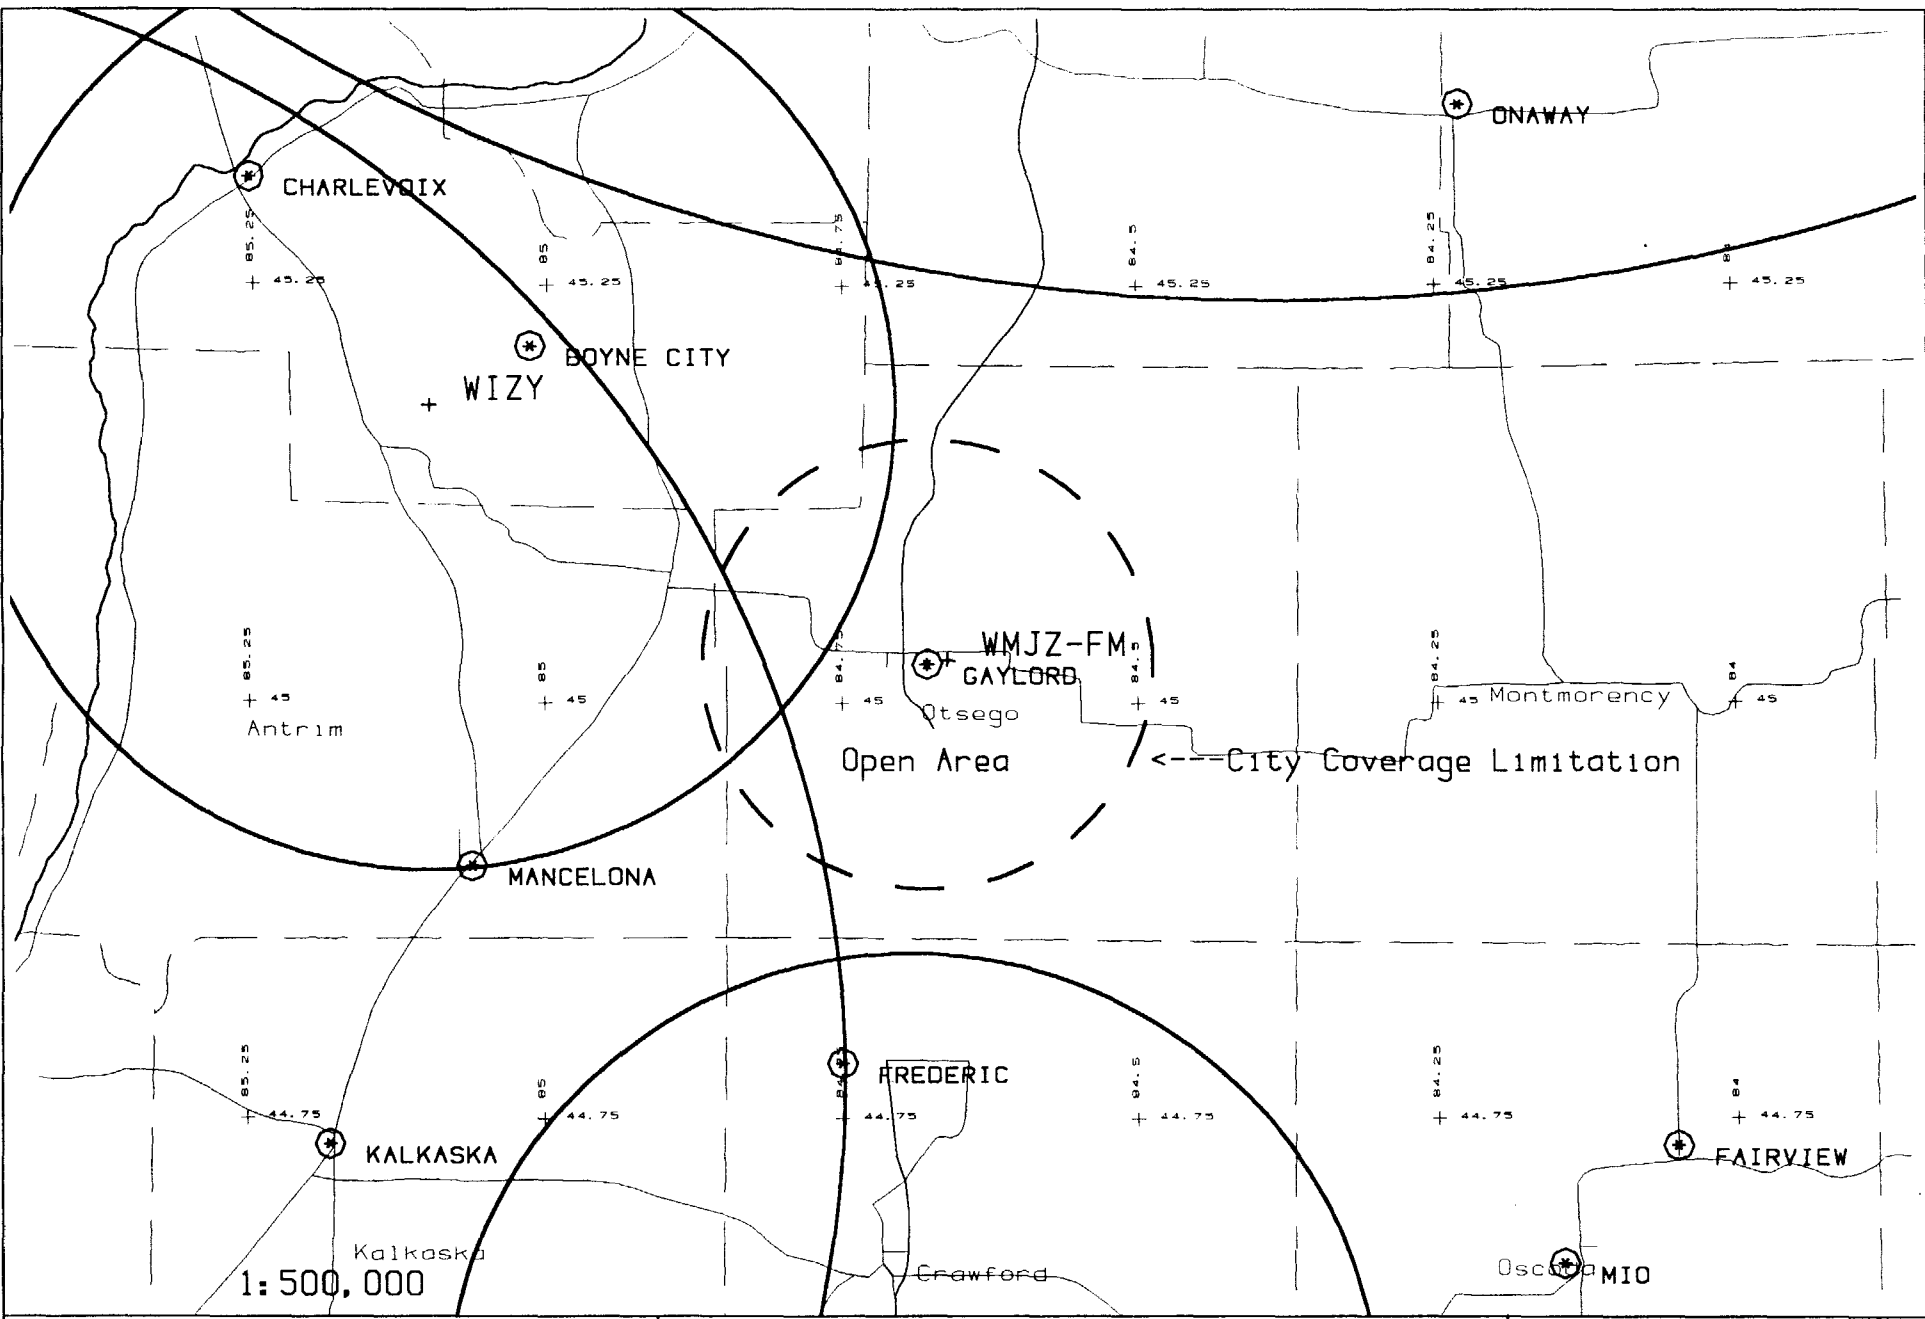 ONAWAY
CHARLEVOIX
85.25
45.25
85
45.25
84.75
45.25
84.5
45.25
84.25
45.25
84
45.25
BOYNE CITY
WIZY
WMJZ-FM
GAYLORD
85.25
45
85
45
84.75
45
84.5
45
84.25
45
84
45
Antrim
Otsego
Montmorency
Open Area
<---City Coverage Limitation
MANCELONA
FREDERIC
85.25
44.75
85
44.75
44.75
84.5
44.75
84.25
44.75
84
44.75
KALKASKA
FAIRVIEW
Kalkaska
1:500,000
Crawford
Oscoda
MIO